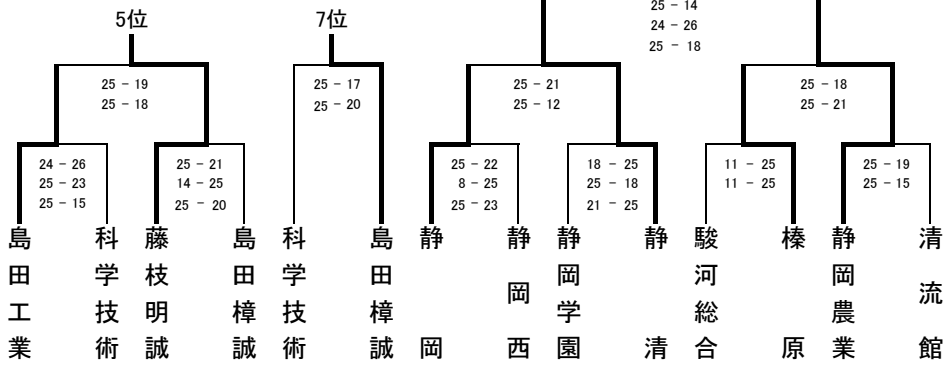 25 - 14
24 - 26
25 - 18
5位
7位
25 - 19
25 - 18
25 - 17
25 - 20
25 - 21
25 - 12
25 - 18
25 - 21
24 - 26
25 - 23
25 - 15
25 - 21
14 - 25
25 - 20
25 - 22
8 - 25
25 - 23
18 - 25
25 - 18
21 - 25
11 - 25
11 - 25
25 - 19
25 - 15
島田工業
科学技術
藤枝明誠
島田樟誠
科学技術
島田樟誠
静岡
静岡西
静岡学園
静清
駿河総合
榛原
静岡農業
清流館